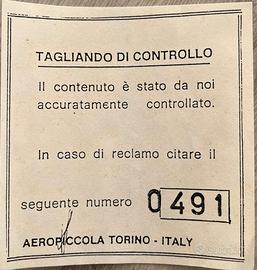 TAGLIANDO DI CONTROLLO
Il contenuto è stato da noi
accuratamente controllato.
In caso di reclamo citare il
seguente numero 0491
AEROPICCOLA TORINO - ITALY